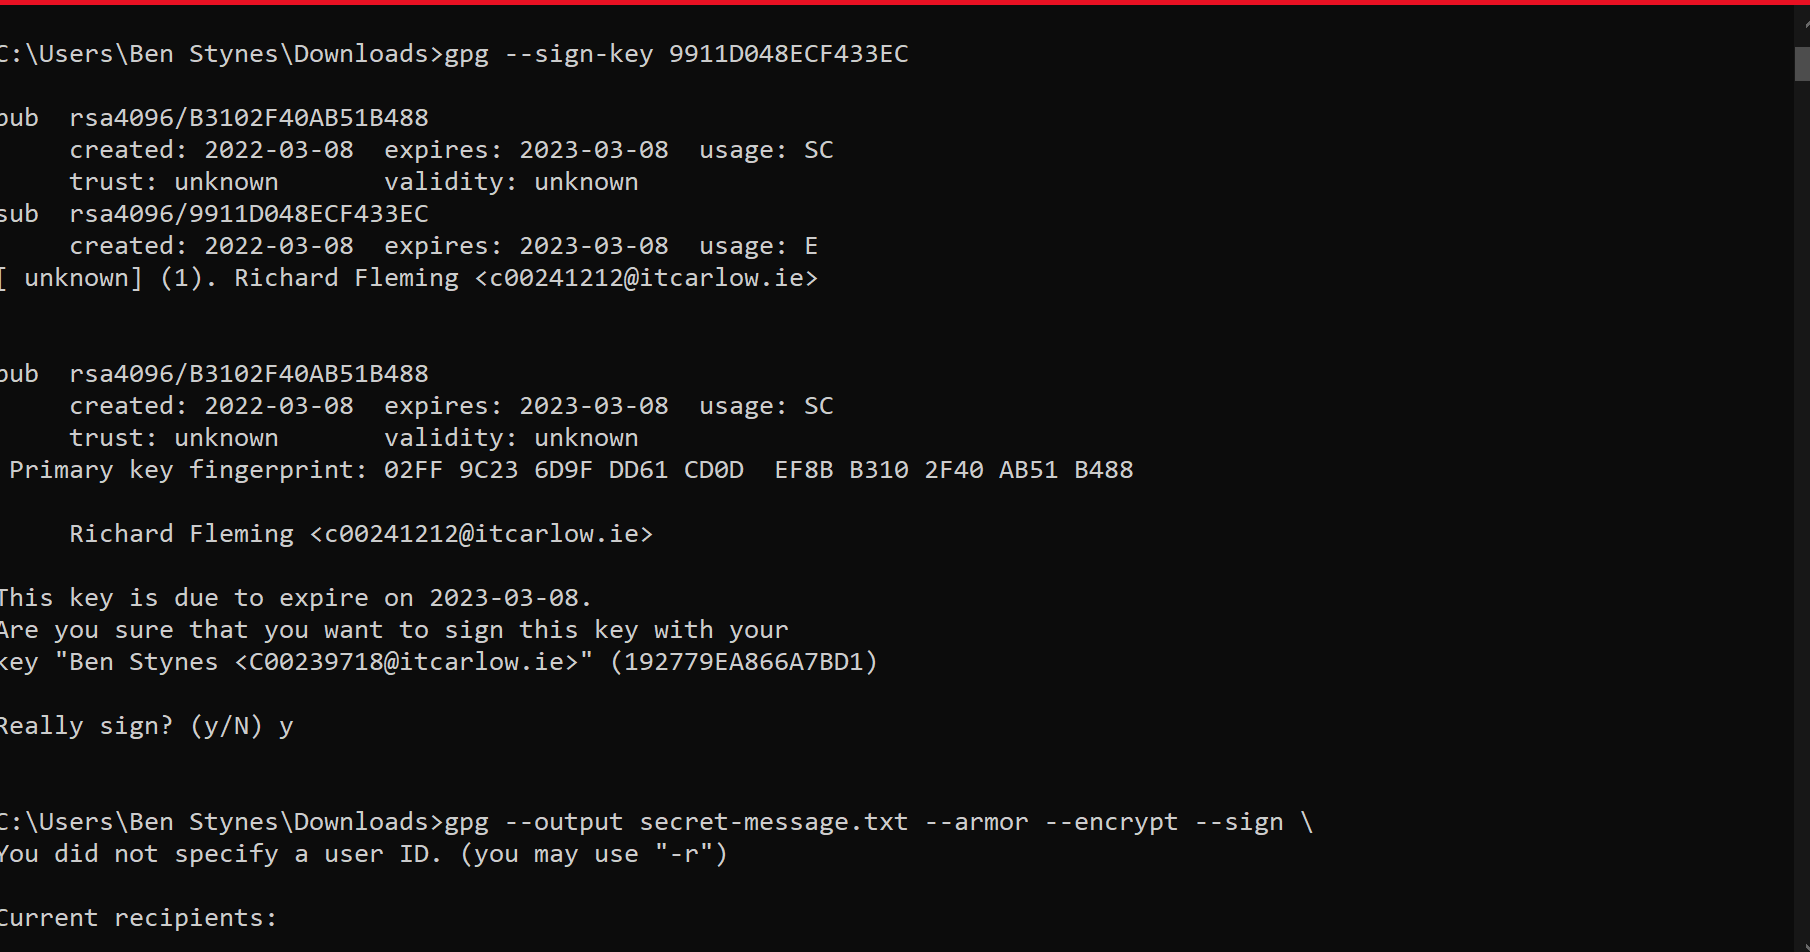 C:\Users\Ben Stynes\Downloads>gpg --sign-key 9911D048ECF433EC
pub  rsa4096/B3102F40AB51B488
     created: 2022-03-08  expires: 2023-03-08  usage: SC
     trust: unknown       validity: unknown
sub  rsa4096/9911D048ECF433EC
     created: 2022-03-08  expires: 2023-03-08  usage: E
[ unknown] (1). Richard Fleming <c00241212@itcarlow.ie>
pub  rsa4096/B3102F40AB51B488
     created: 2022-03-08  expires: 2023-03-08  usage: SC
     trust: unknown       validity: unknown
 Primary key fingerprint: 02FF 9C23 6D9F DD61 CD0D  EF8B B310 2F40 AB51 B488
     Richard Fleming <c00241212@itcarlow.ie>
This key is due to expire on 2023-03-08.
Are you sure that you want to sign this key with your
key "Ben Stynes <C00239718@itcarlow.ie>" (192779EA866A7BD1)
Really sign? (y/N) y
C:\Users\Ben Stynes\Downloads>gpg --output secret-message.txt --armor --encrypt --sign \
You did not specify a user ID. (you may use "-r")
Current recipients: